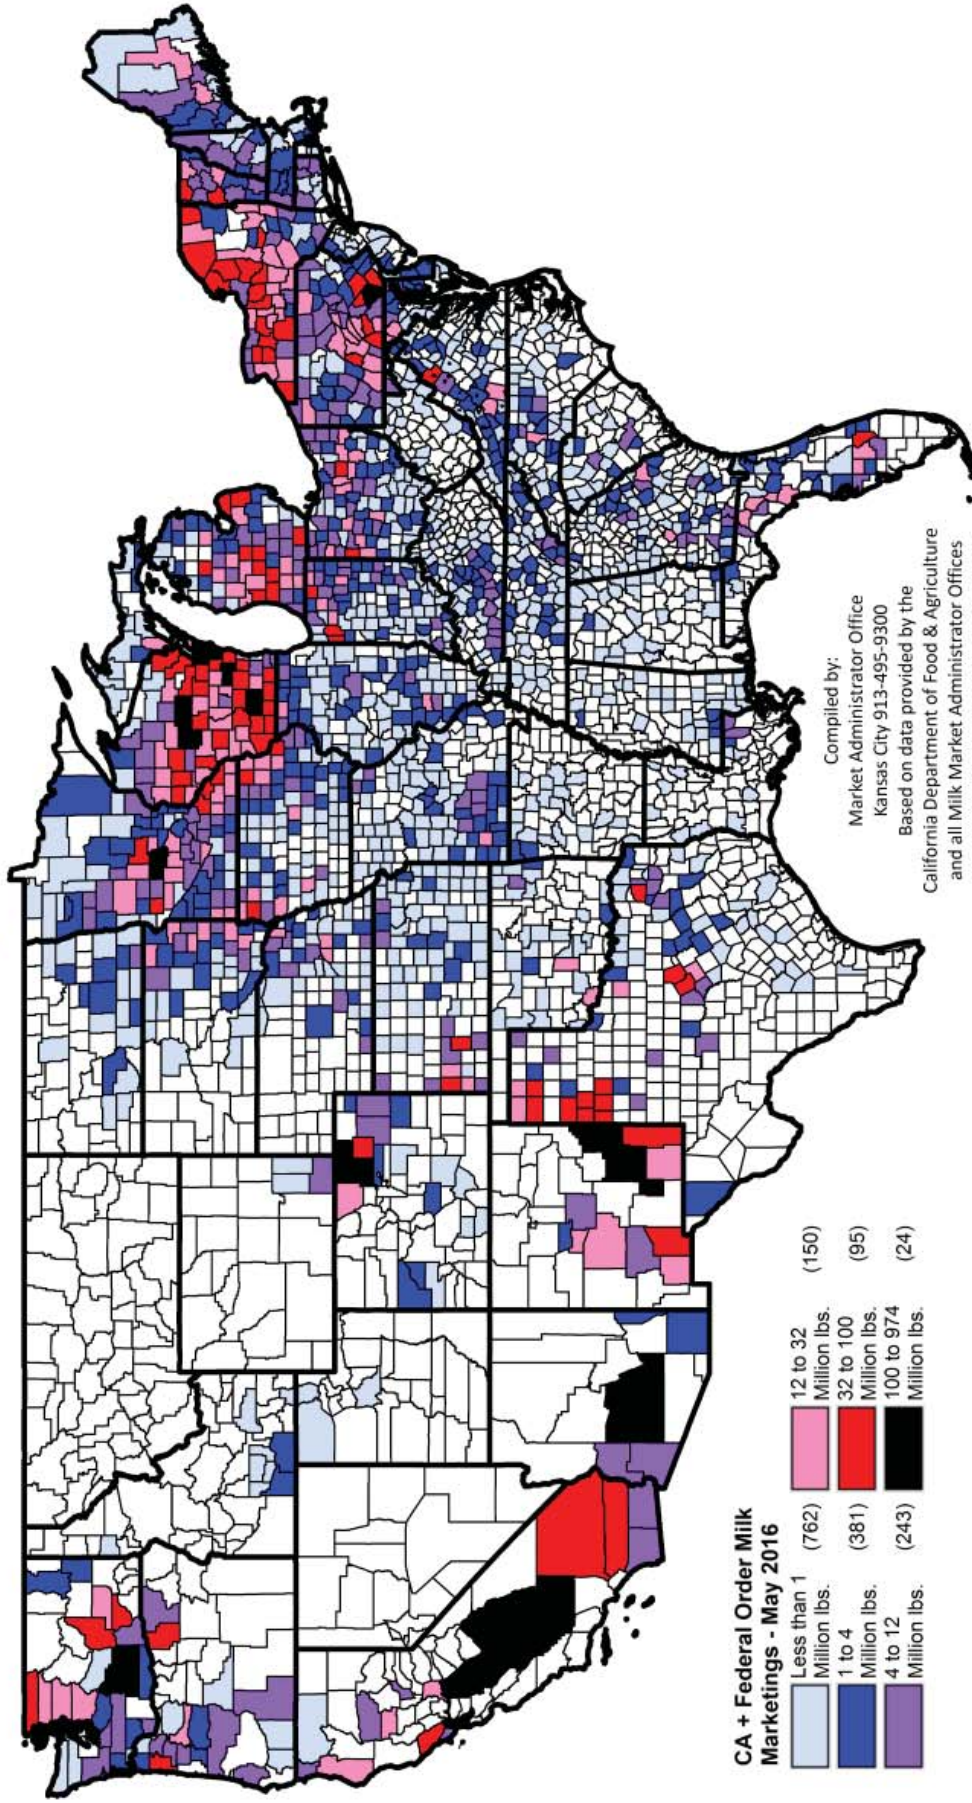 CA + Federal Order Milk
Marketings - May 2016
Less than 1
Million lbs.
(762)
12 to 32
Million lbs.
(150)
1 to 4
Million lbs.
(381)
32 to 100
Million lbs.
(95)
4 to 12
Million lbs.
(243)
100 to 974
Million lbs.
(24)
Compiled by:
Market Administrator Office
Kansas City 913-495-9300
Based on data provided by the
California Department of Food & Agriculture
and all Milk Market Administrator Offices